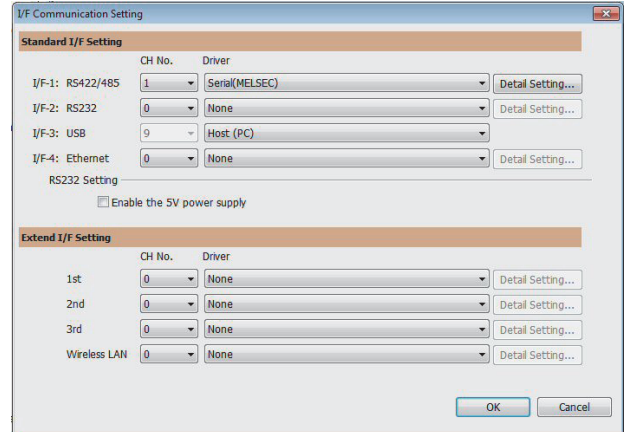 I/F Communication Setting
Standard I/F Setting
CH No. Driver
I/F-1: RS422/485 1 Serial(MELSEC) Detail Setting...
I/F-2: RS232 0 None Detail Setting...
I/F-3: USB 9 Host (PC)
I/F-4: Ethernet 0 None Detail Setting...
RS232 Setting
Enable the 5V power supply
Extend I/F Setting
CH No. Driver
1st 0 None Detail Setting...
2nd 0 None Detail Setting...
3rd 0 None Detail Setting...
Wireless LAN 0 None Detail Setting...
OK Cancel